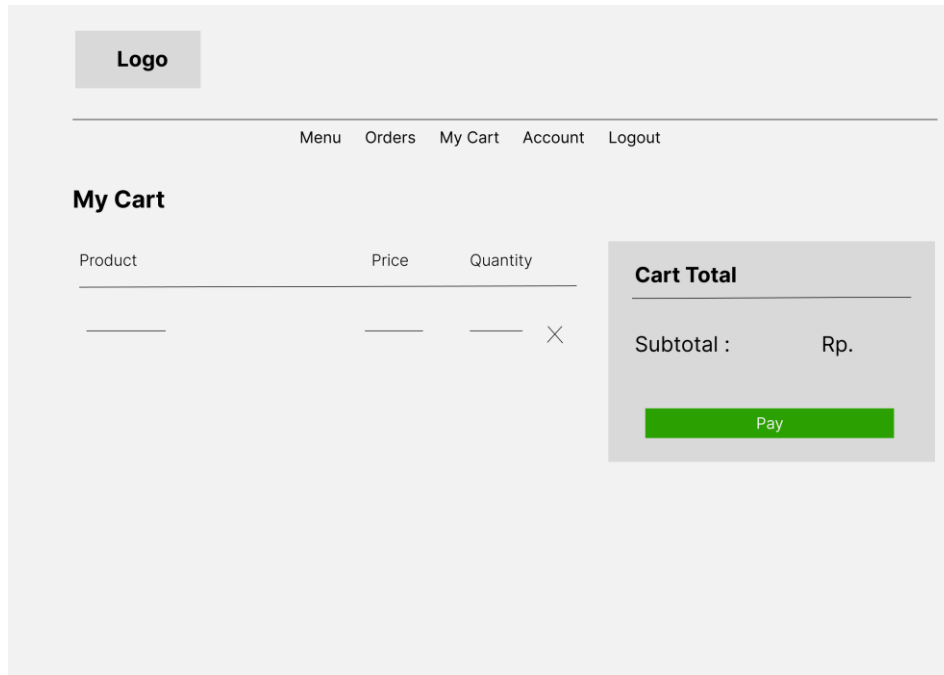 Logo
Menu Orders My Cart Account Logout
My Cart
Product Price Quantity
Cart Total
Subtotal : Rp.
Pay